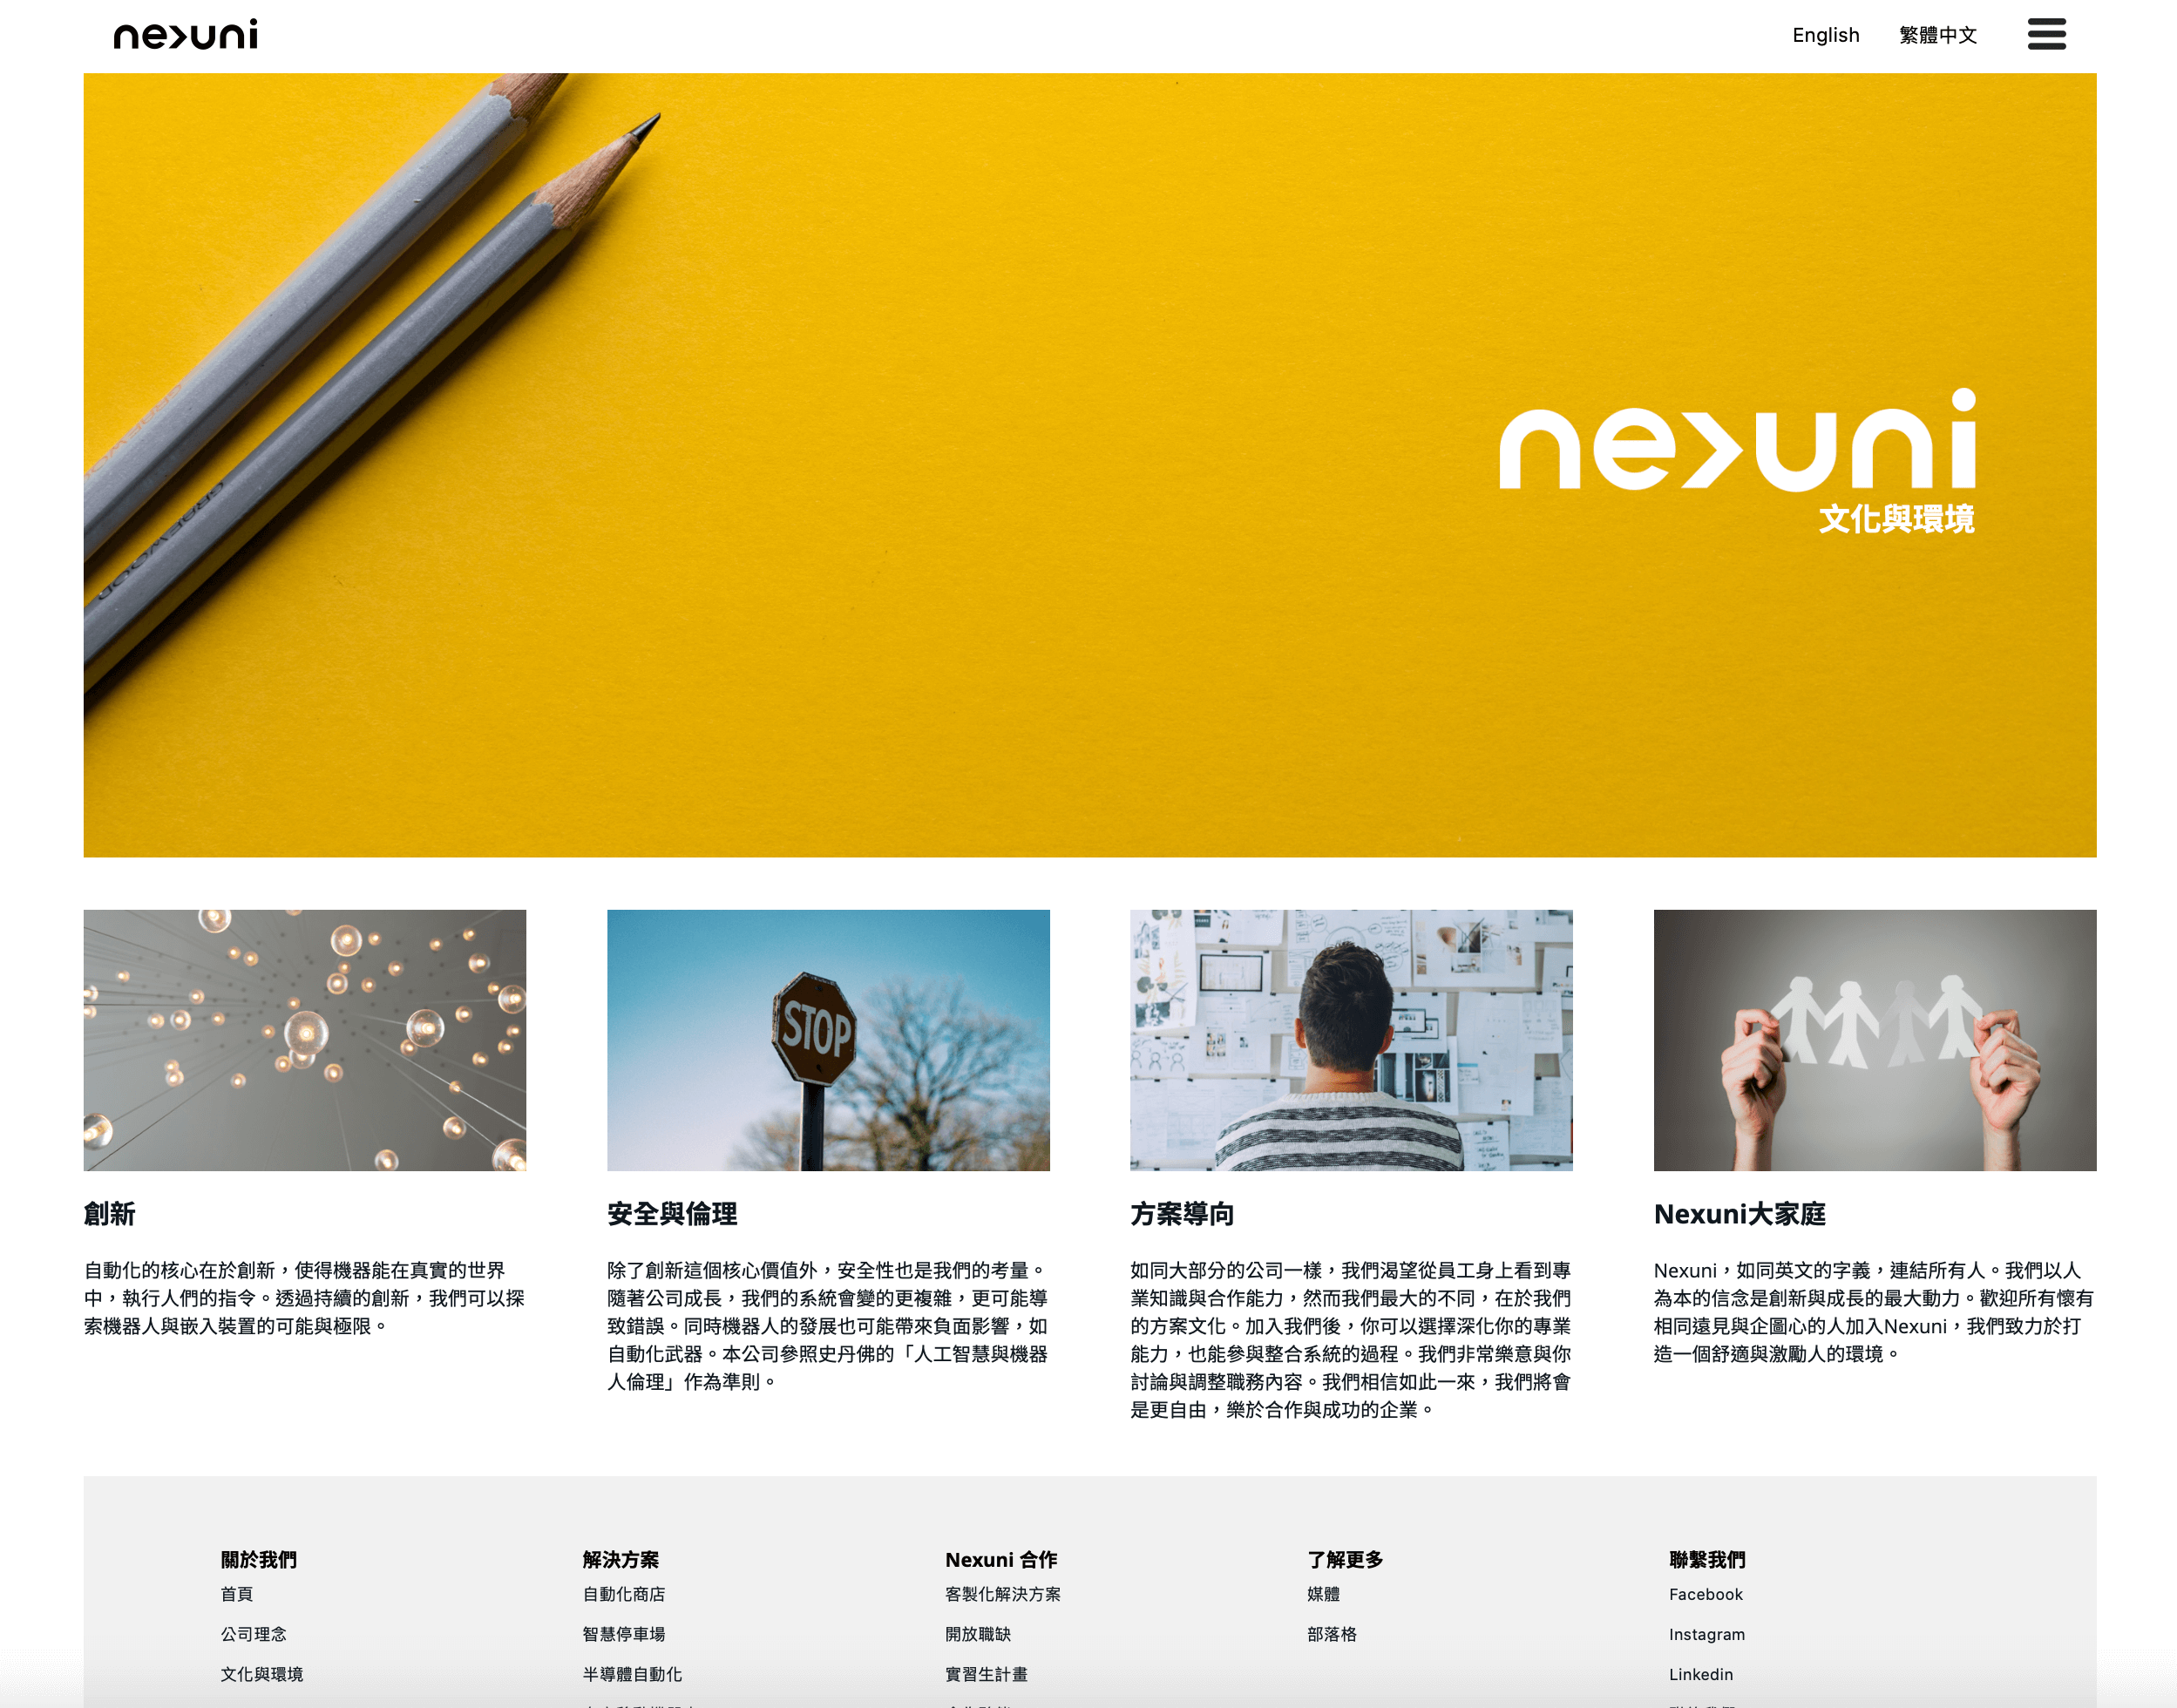 nexuni
English 繁體中文
nexuni
文化與環境
STOP
創新
自動化的核心在於創新，使得機器能在真實的世界
中，執行人們的指令。透過持續的創新，我們可以探
索機器人與嵌入裝置的可能與極限。
安全與倫理
除了創新這個核心價值外，安全性也是我們的考量。
隨著公司成長，我們的系統會變的更複雜，更可能導
致錯誤。同時機器人的發展也可能帶來負面影響，如
自動化武器。本公司參照史丹佛的「人工智慧與機器
人倫理」作為準則。
方案導向
如同大部分的公司一樣，我們渴望從員工身上看到專
業知識與合作能力，然而我們最大的不同，在於我們
的方案文化。加入我們後，你可以選擇深化你的專業
能力，也能參與整合系統的過程。我們非常樂意與你
討論與調整職務內容。我們相信如此一來，我們將會
是更自由，樂於合作與成功的企業。
Nexuni大家庭
Nexuni，如同英文的字義，連結所有人。我們以人
為本的信念是創新與成長的最大動力。歡迎所有懷有
相同遠見與企圖心的人加入Nexuni，我們致力於打
造一個舒適與激勵人的環境。
關於我們
首頁
公司理念
文化與環境
解決方案
自動化商店
智慧停車場
半導體自動化
Nexuni 合作
客製化解決方案
開放職缺
實習生計畫
了解更多
媒體
部落格
聯繫我們
Facebook
Instagram
Linkedin